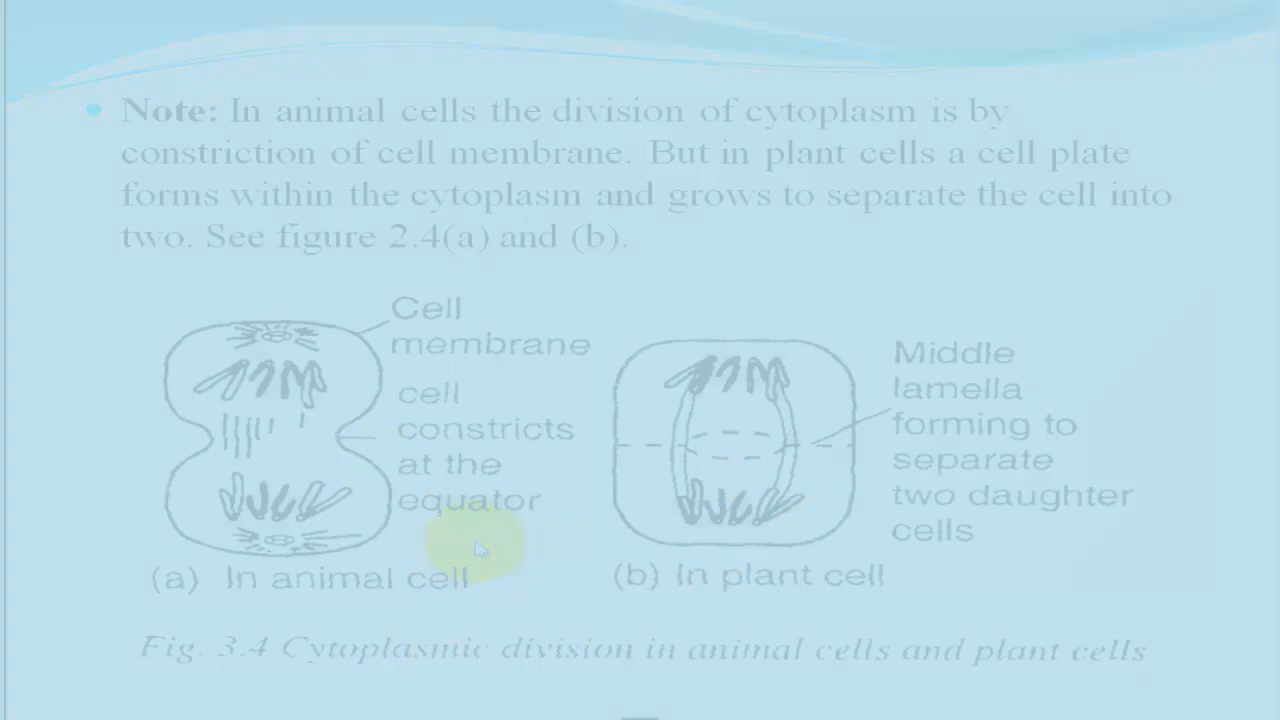 Note: In animal cells the division of cytoplasm is by
constriction of cell membrane. But in plant cells a cell plate
forms within the cytoplasm and grows to separate the cell into
two. See figure 2.4(a) and (b).
Cell
membrane
cell
constricts
at the
equator
(a) In animal cell
Middle
lamella
forming to
separate
two daughter
cells
(b) In plant cell
Fig. 3.4 Cytoplasmic division in animal cells and plant cells